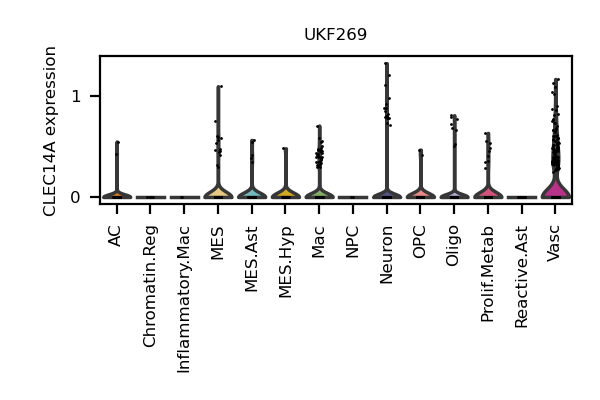 UKF269
CLEC14A expression
1
0
AC
Chromatin.Reg
Inflammatory.Mac
MES
MES.Ast
MES.Hyp
Mac
NPC
Neuron
OPC
Oligo
Prolif.Metab
Reactive.Ast
Vasc